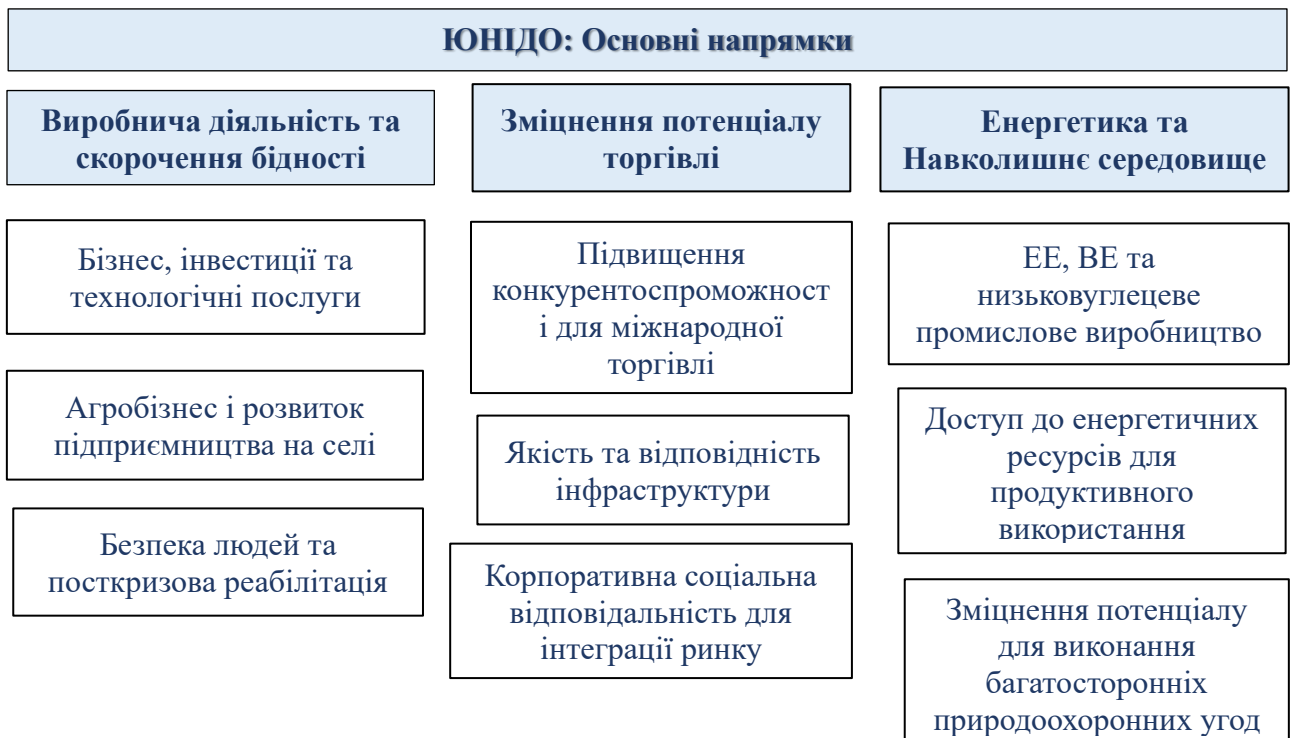 ЮНІДО: Основні напрямки
Виробнича діяльність та
скорочення бідності
Бізнес, інвестиції та
технологічні послуги
Агробізнес і розвиток
підприємництва на селі
Безпека людей та
посткризова реабілітація
Зміцнення потенціалу
торгівлі
Підвищення
конкурентоспроможност
і для міжнародної
торгівлі
Якість та відповідність
інфраструктури
Корпоративна соціальна
відповідальність для
інтеграції ринку
Енергетика та
Навколишнє середовище
ЕЕ, ВЕ та
низьковуглецеве
промислове виробництво
Доступ до енергетичних
ресурсів для
продуктивного
використання
Зміцнення потенціалу
для виконання
багатосторонніх
природоохоронних угод